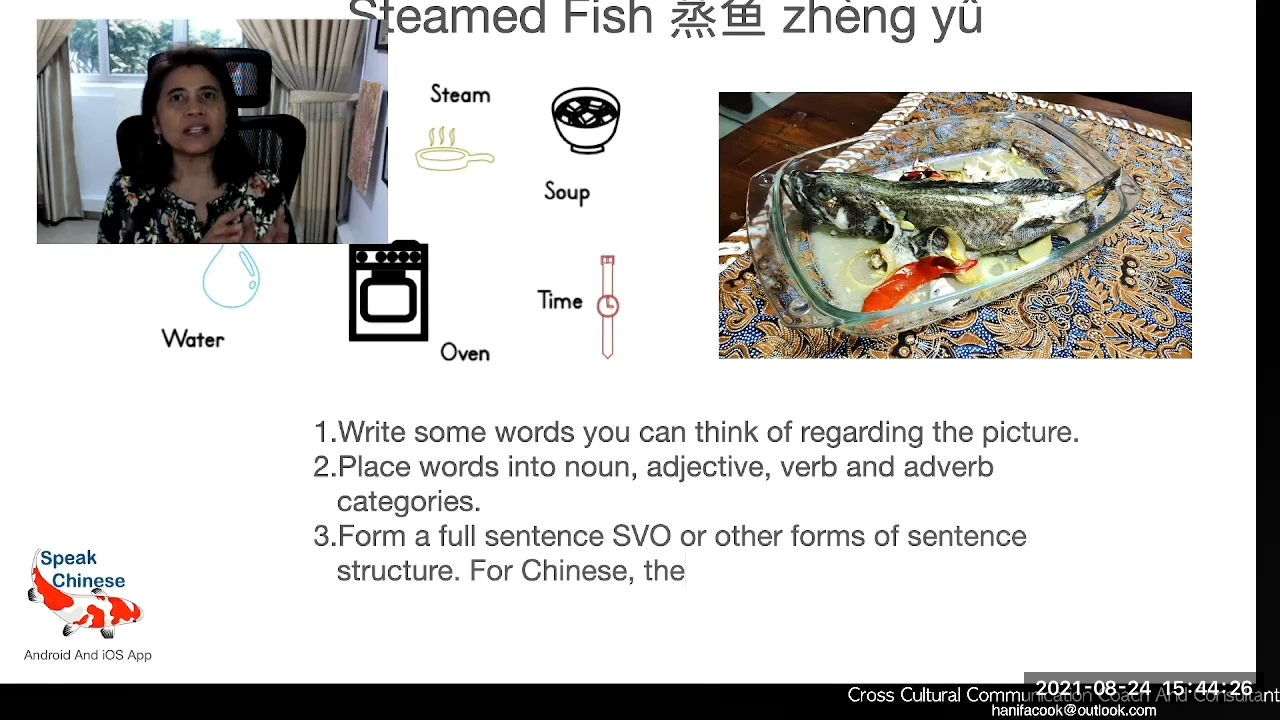 Steamed Fish 蒸鱼 zhèng yû
Steam
Soup
Time
Water
Oven
1.Write some words you can think of regarding the picture.
2.Place words into noun, adjective, verb and adverb
categories.
3.Form a full sentence SVO or other forms of sentence
structure. For Chinese, the
Speak
Chinese
Android And iOS App
2021-08-24 15:44:26
Cross Cultural Communication Coach And Consultant
hanifacook@outlook.com